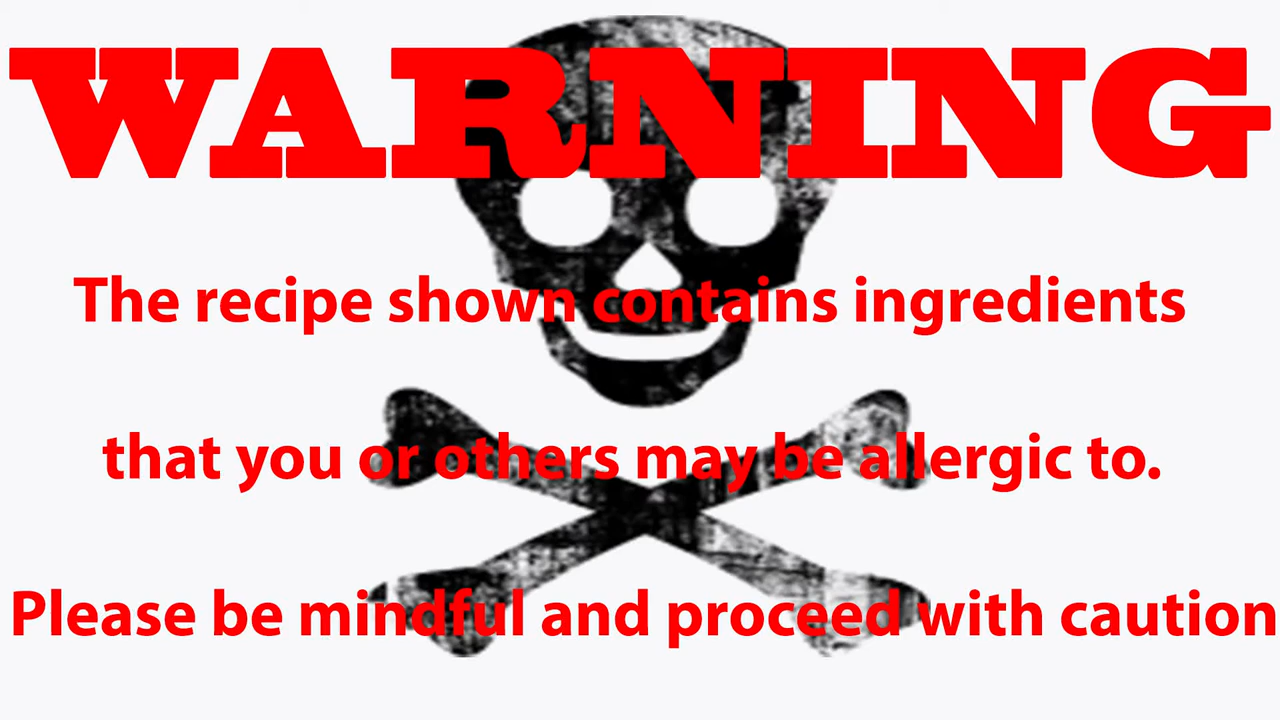 WARNING
The recipe shown contains ingredients
that you or others may be allergic to.
Please be mindful and proceed with caution